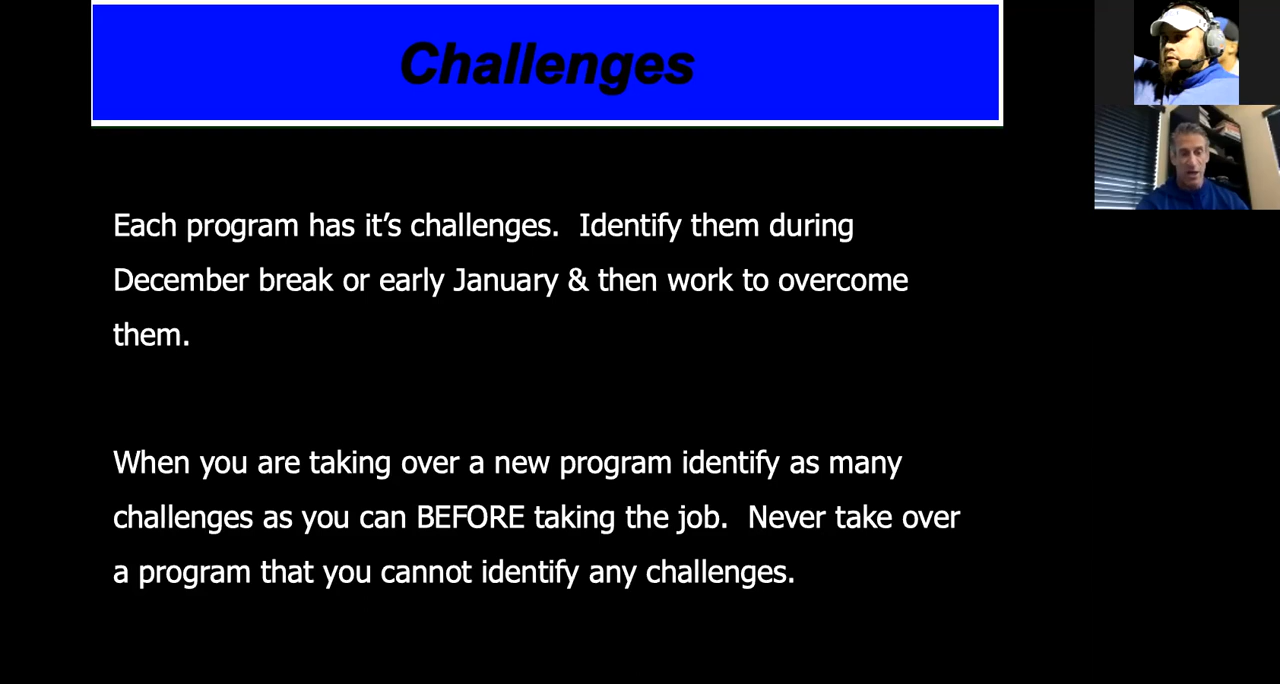 Challenges
Each program has it’s challenges.  Identify them during
December break or early January & then work to overcome
them.
When you are taking over a new program identify as many
challenges as you can BEFORE taking the job.  Never take over
a program that you cannot identify any challenges.